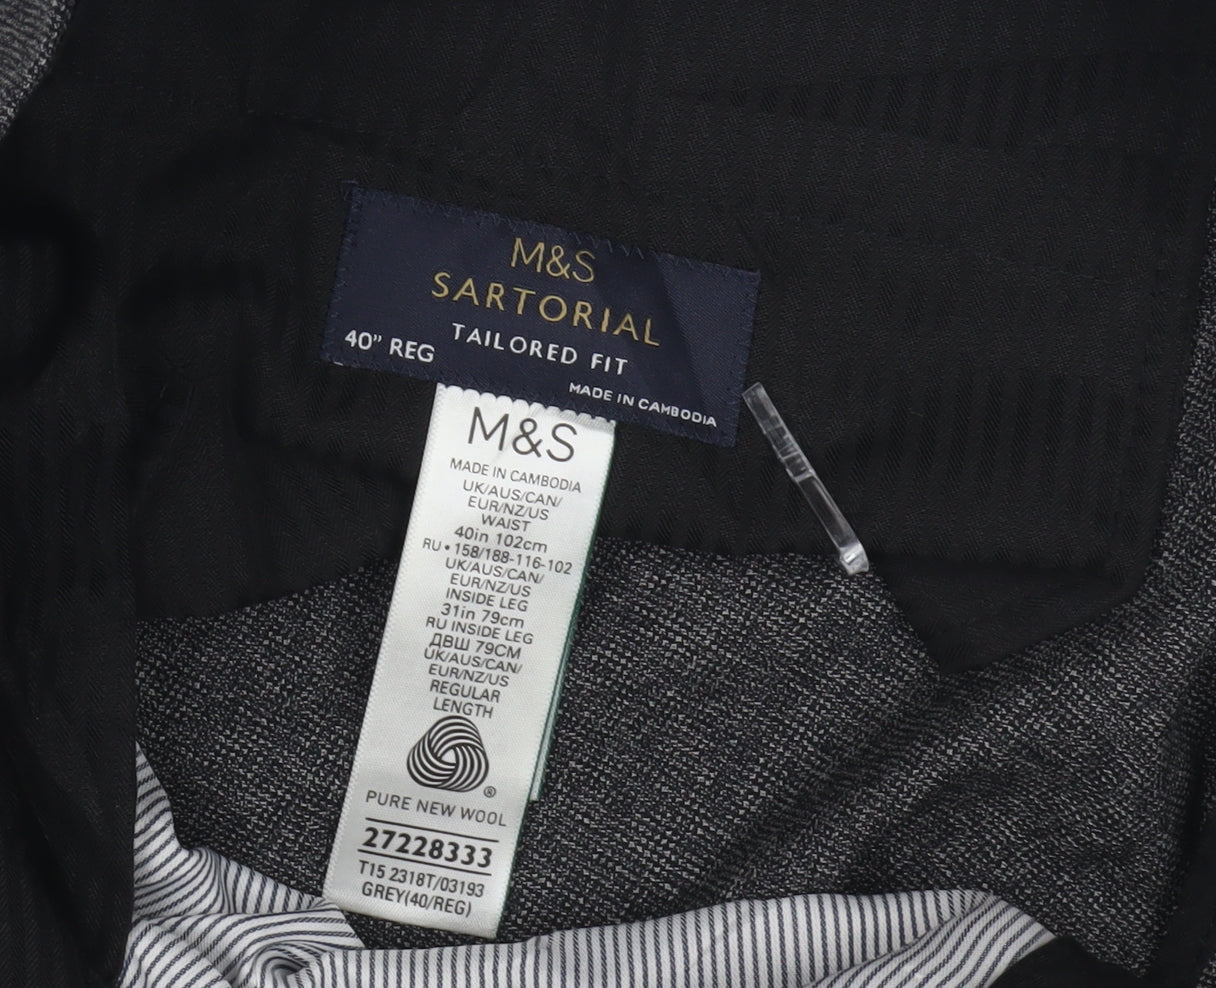 M&S
SARTORIAL
TAILORED FIT
40” REG
MADE IN CAMBODIA
M&S
MADE IN CAMBODIA
UK/AUS/CAN/
EUR/NZ/US
WAIST
40in 102cm
RU•158/188-116-102
UK/AUS/CAN/
EUR/NZ/US
INSIDE LEG
31in 79cm
RU INSIDE LEG
ДВШ 79СМ
UK/AUS/CAN/
EUR/NZ/US
REGULAR
LENGTH
®
PURE NEW WOOL
27228333
T15 2318T/03193
GREY(40/REG)